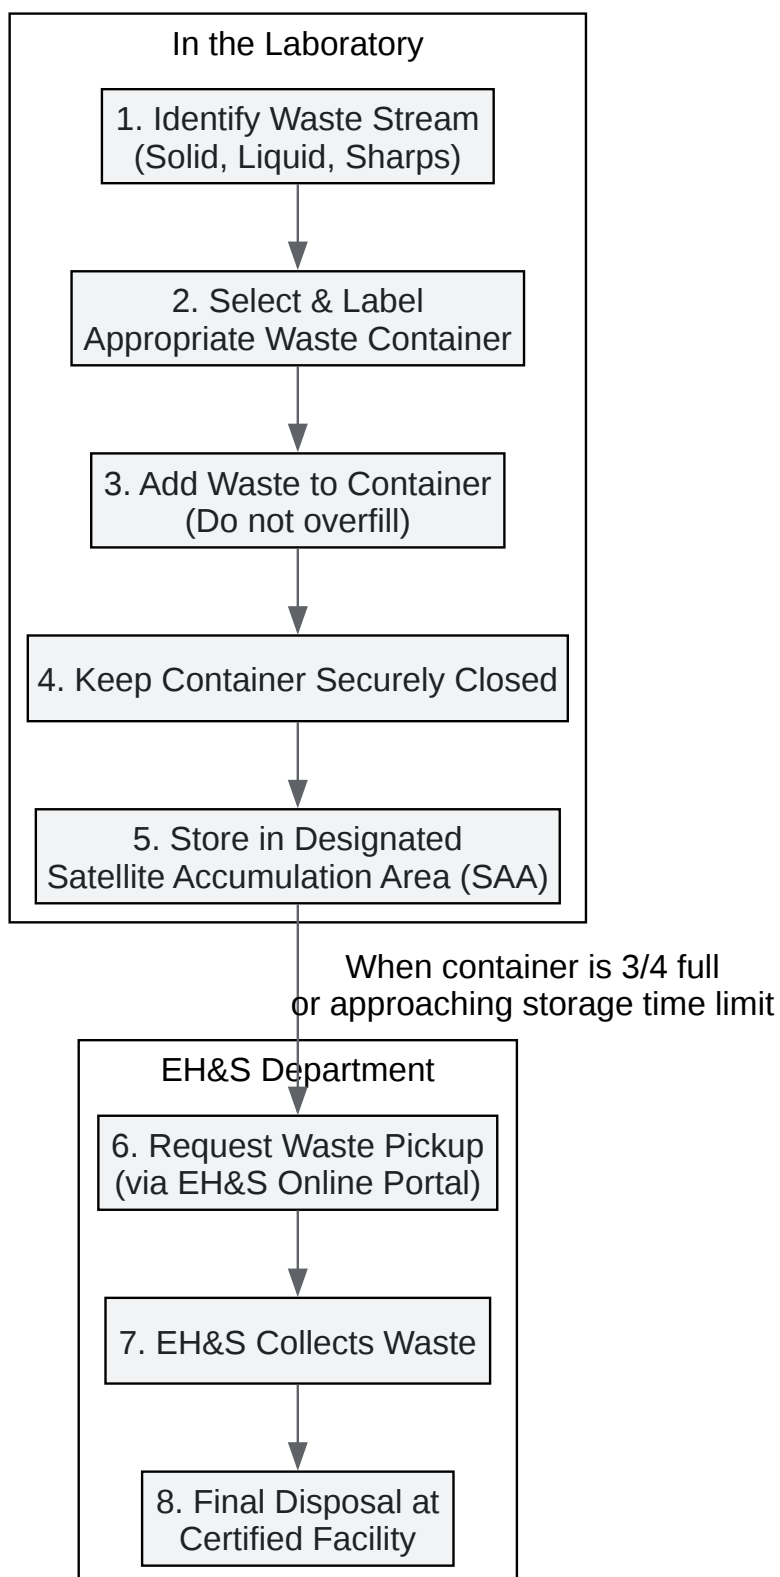 In the Laboratory
1. Identify Waste Stream
(Solid, Liquid, Sharps)
2. Select & Label
Appropriate Waste Container
3. Add Waste to Container
(Do not overfill)
4. Keep Container Securely Closed
5. Store in Designated
Satellite Accumulation Area (SAA)
When container is 3/4 full
or approaching storage time limit
EH&S Department
6. Request Waste Pickup
(via EH&S Online Portal)
7. EH&S Collects Waste
8. Final Disposal at
Certified Facility